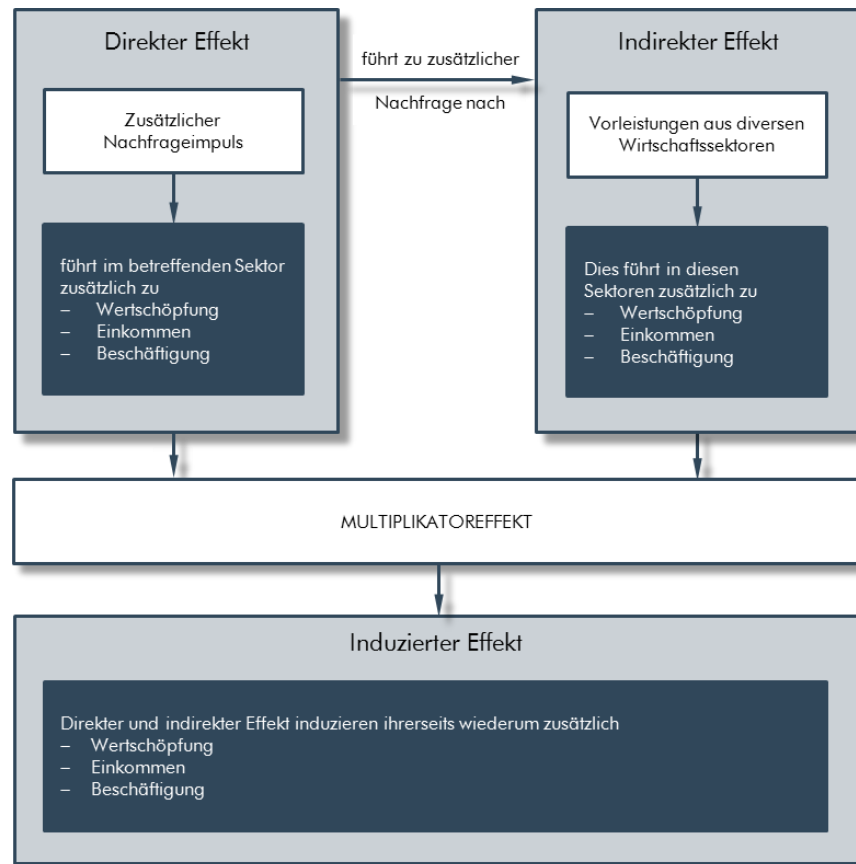 Direkter Effekt
Zusätzlicher
Nachfrageimpuls
führt im betreffenden Sektor
zusätzlich zu
– Wertschöpfung
– Einkommen
– Beschäftigung
führt zu zusätzlicher
Nachfrage nach
Indirekter Effekt
Vorleistungen aus diversen
Wirtschaftssektoren
Dies führt in diesen
Sektoren zusätzlich zu
– Wertschöpfung
– Einkommen
– Beschäftigung
MULTIPLIKATOREFFEKT
Induzierter Effekt
Direkter und indirekter Effekt induzieren ihrerseits wiederum zusätzlich
– Wertschöpfung
– Einkommen
– Beschäftigung